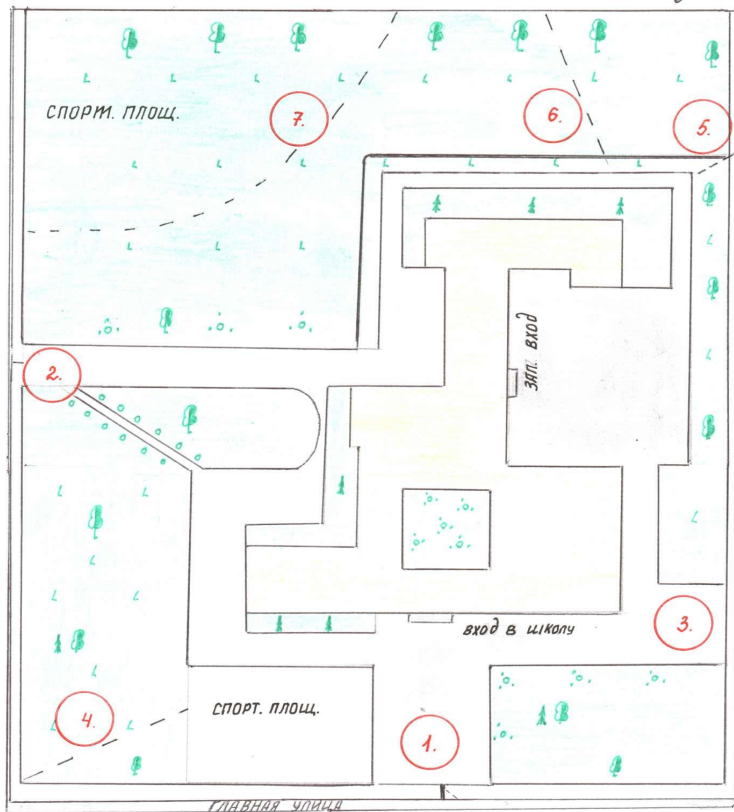 СПОРТ. ПЛОЩ.
7.
6.
5.
ЗАП. ВХОД
2.
ВХОД В ШКОЛУ
3.
4.
СПОРТ. ПЛОЩ.
1.
ГЛАВНАЯ УЛИЦА